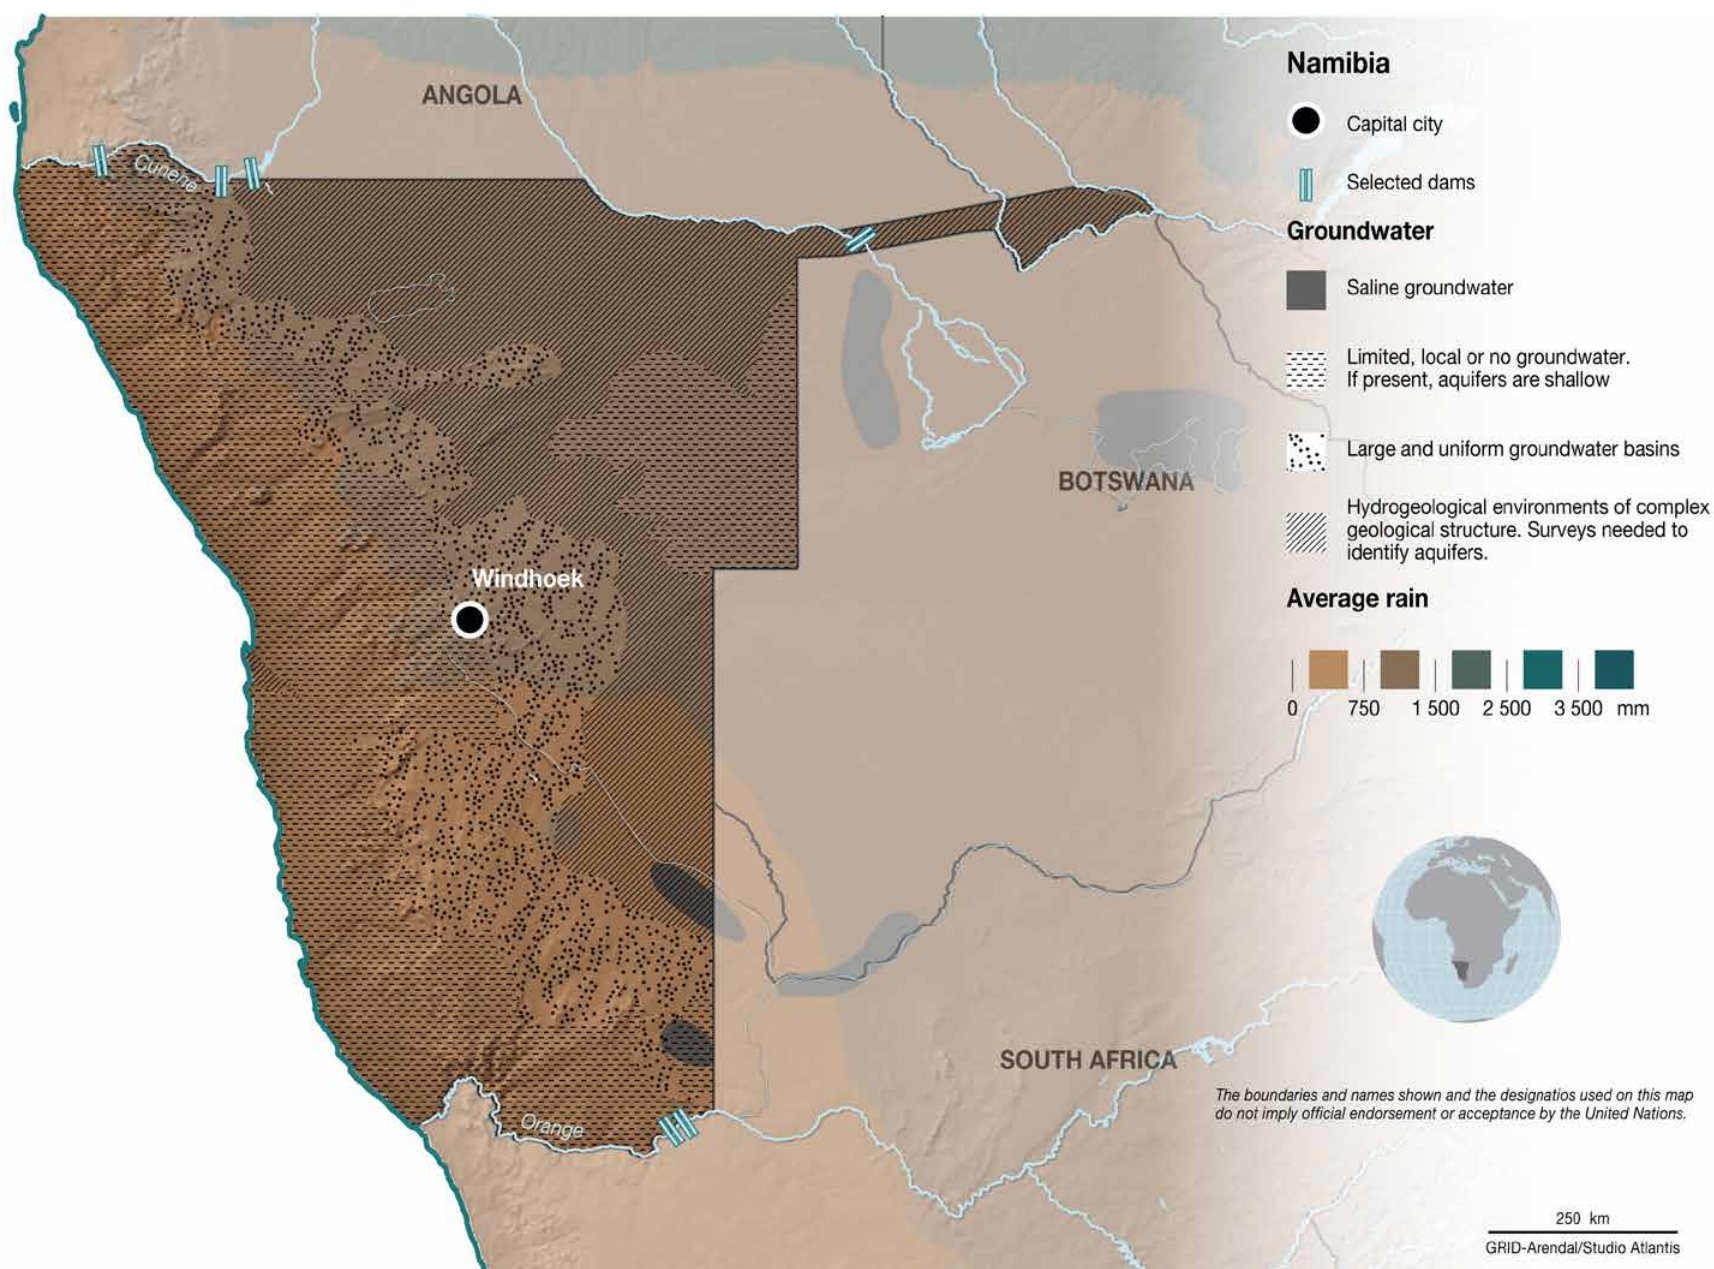 Namibia
Capital city
Selected dams
Groundwater
Saline groundwater
Limited, local or no groundwater.
If present, aquifers are shallow
Large and uniform groundwater basins
Hydrogeological environments of complex
geological structure. Surveys needed to
identify aquifers.
Average rain
0 750 1 500 2 500 3 500 mm
ANGOLA
Cunene
BOTSWANA
Windhoek
SOUTH AFRICA
Orange
The boundaries and names shown and the designatios used on this map
do not imply official endorsement or acceptance by the United Nations.
250 km
GRID-Arendal/Studio Atlantis